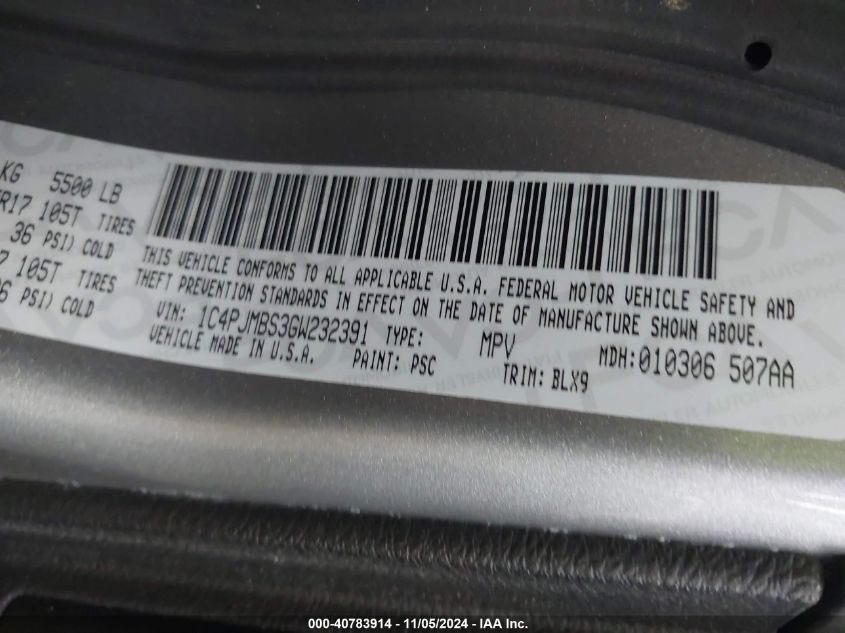 KG 5500 LB
R17 105T TIRES
36 PSI) COLD
7 105T TIRES
6 PSI) COLD
THIS VEHICLE CONFORMS TO ALL APPLICABLE U.S.A. FEDERAL MOTOR VEHICLE SAFETY AND
THEFT PREVENTION STANDARDS IN EFFECT ON THE DATE OF MANUFACTURE SHOWN ABOVE.
VIN: 1C4PJMBS3GW232391 TYPE: MPV MDH:010306 507AA
VEHICLE MADE IN U.S.A. PAINT: PSC TRIM: BLX9
000-40783914 - 11/05/2024 - IAA Inc.